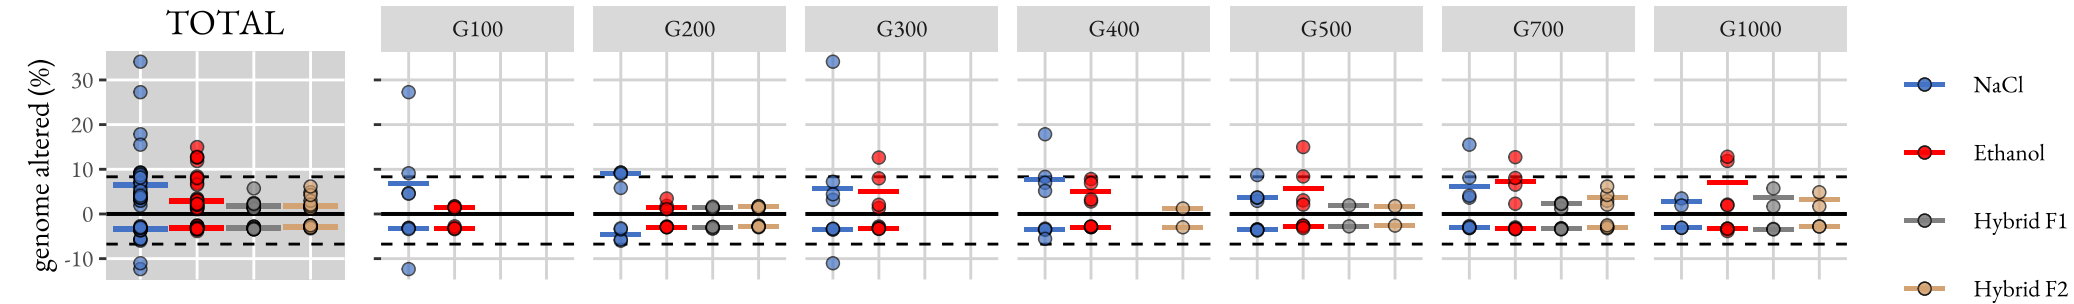 TOTAL
G100 G200 G300 G400 G500 G700 G1000
genome altered (%)
30
20
10
0
-10
NaCl
Ethanol
Hybrid F1
Hybrid F2